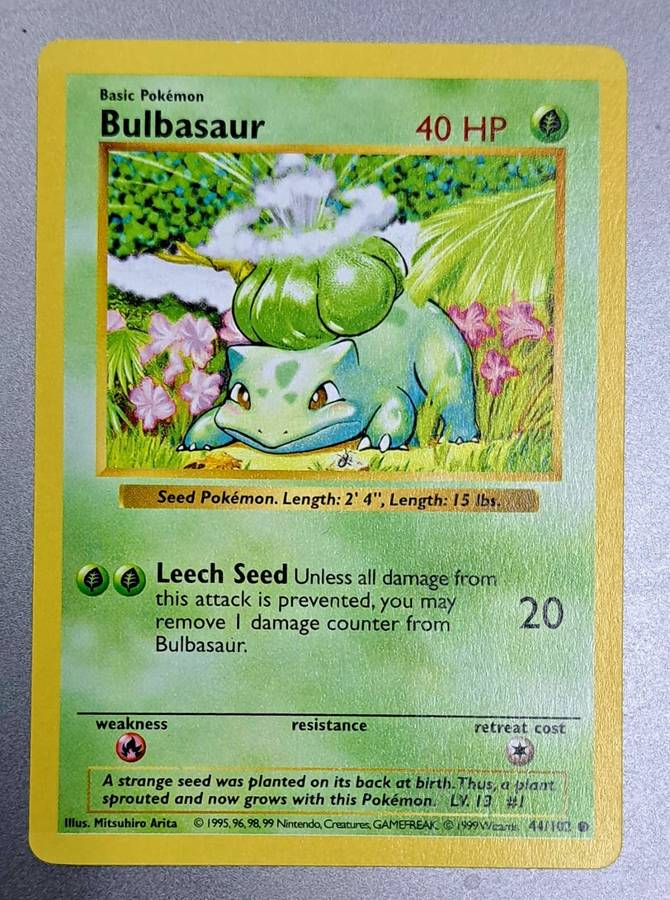 Basic Pokémon
Bulbasaur 40 HP
Seed Pokémon. Length: 2' 4", Length: 15 lbs.
Leech Seed Unless all damage from
this attack is prevented, you may
remove 1 damage counter from
Bulbasaur.
20
weakness resistance retreat cost
A strange seed was planted on its back at birth. Thus, a plant
sprouted and now grows with this Pokémon. LV. 13 #1
Illus. Mitsuhiro Arita © 1995, 96, 98, 99 Nintendo, Creatures, GAMEFREAK. © 1999 Wizards. 44/102